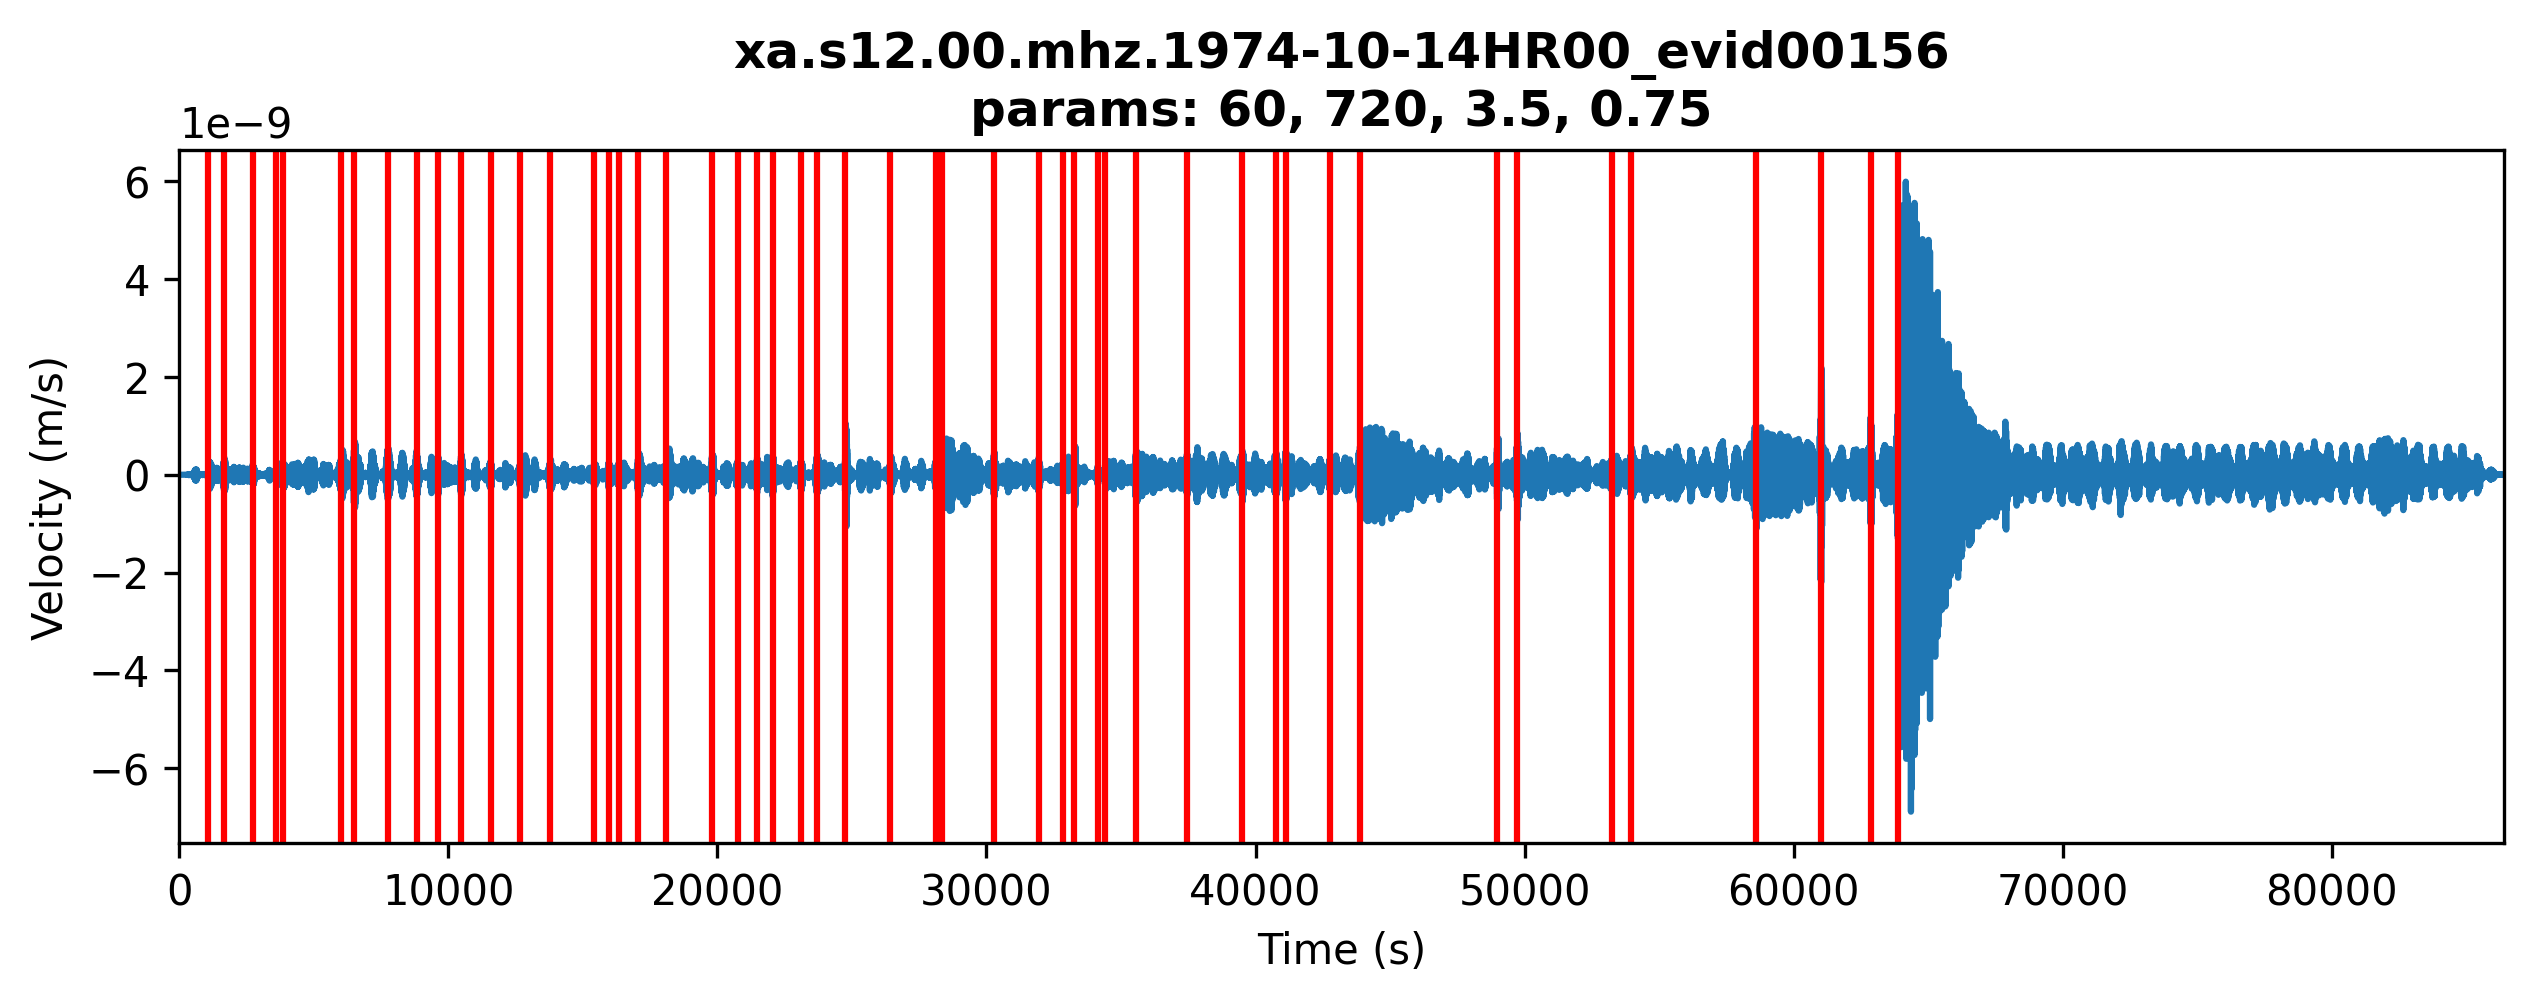 xa.s12.00.mhz.1974-10-14HR00_evid00156
params: 60, 720, 3.5, 0.75
1e−9
6
4
2
0
−2
−4
−6
Velocity (m/s)
0 10000 20000 30000 40000 50000 60000 70000 80000
Time (s)